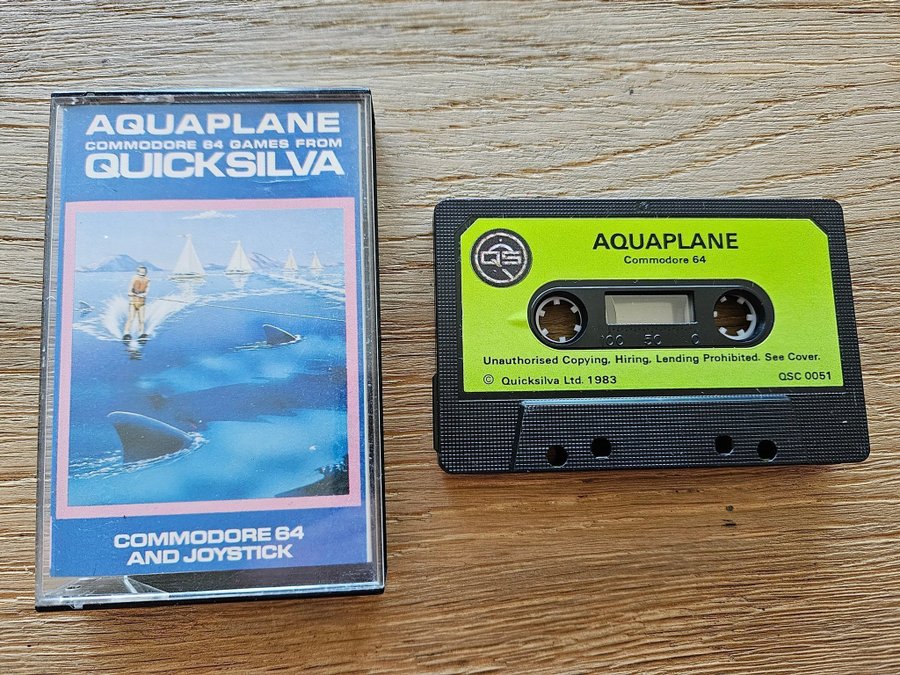 AQUAPLANE
COMMODORE 64 GAMES FROM
QUICKSILVA
COMMODORE 64
AND JOYSTICK
QS
AQUAPLANE
Commodore 64
100 50 0
Unauthorised Copying, Hiring, Lending Prohibited. See Cover.
© Quicksilva Ltd. 1983 QSC 0051